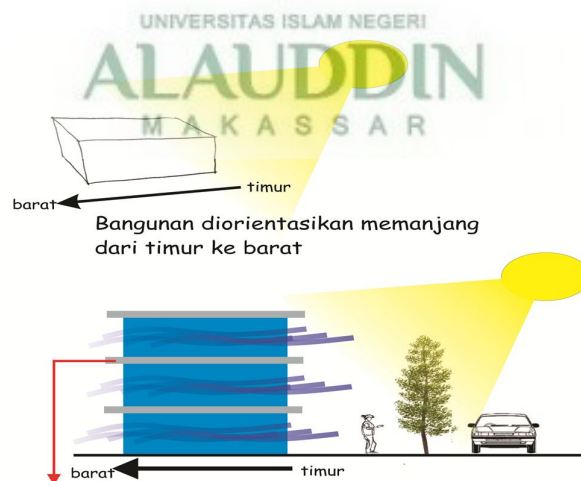 UNIVERSITAS ISLAM NEGERI
ALAUDDIN
MAKASSAR
timur
barat
Bangunan diorientasikan memanjang
dari timur ke barat
barat
timur